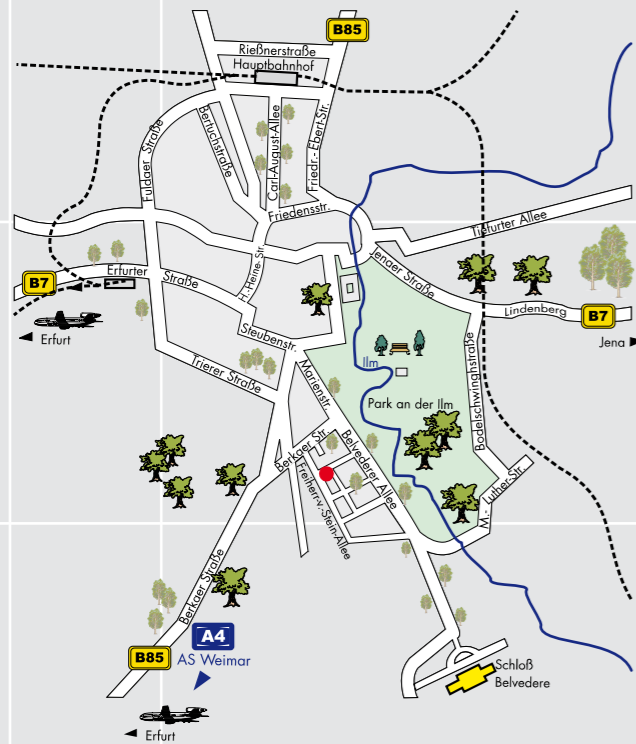 B85
Rießnerstraße
Hauptbahnhof
Fuldaer Straße
Bertuchstraße
Carl-August-Allee
Friedr.- Ebert-Str.
Friedensstr.
Tiefurter Allee
Jenaer Straße
H.-Heine- Str.
B7
Erfurter Straße
Erfurt
Lindenberg
B7
Jena
Steubenstr.
Trierer Straße
Marienstr.
Ilm
Park an der Ilm
Bodelschwinghstraße
Berkaer Str.
Belvederer Allee
Freiherr-v.-Stein-Allee
M.- Luther-Str.
Berkaer Straße
A4
AS Weimar
B85
Schloß
Belvedere
Erfurt